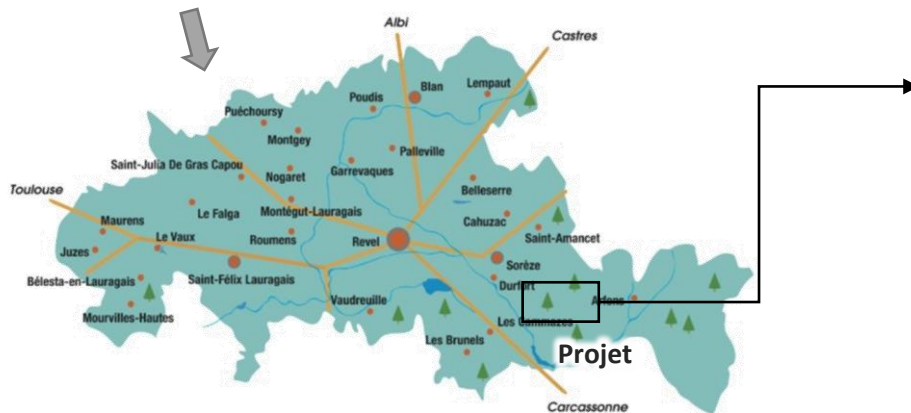 Albi
Castres
Blan
Lempaut
Poudis
Puéchoursy
Montgey
Palleville
Saint-Julia De Gras Capou
Garrevaques
Nogaret
Toulouse
Belleserre
Maurens
Le Falga
Montégut-Lauragais
Cahuzac
Le Vaux
Roumens
Revel
Saint-Amancet
Juzes
Sorèze
Bélesta-en-Lauragais
Saint-Félix Lauragais
Durfort
Mourvilles-Hautes
Vaudreuille
Arfons
Les Cammazes
Les Brunels
Projet
Carcassonne